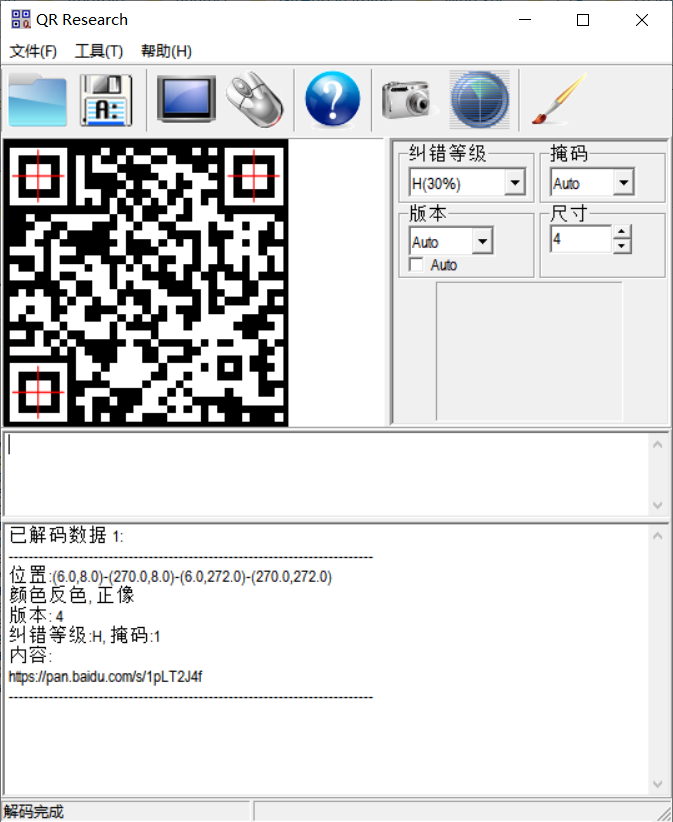 QR Research
文件(F) 工具(T) 帮助(H)
A:
?
纠错等级
H(30%)
掩码
Auto
版本
Auto
Auto
尺寸
4
已解码数据 1:
---------------------------------------------------------------------------
位置:(6.0,8.0)-(270.0,8.0)-(6.0,272.0)-(270.0,272.0)
颜色反色, 正像
版本: 4
纠错等级:H, 掩码:1
内容:
https://pan.baidu.com/s/1pLT2J4f
---------------------------------------------------------------------------
解码完成